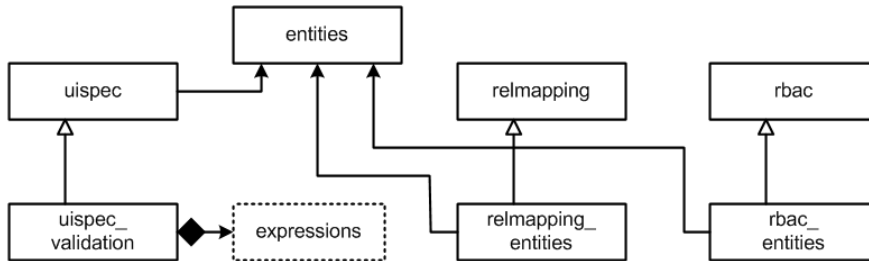 entities
uispec
relmapping
rbac
uispec_
validation
expressions
relmapping_
entities
rbac_
entities